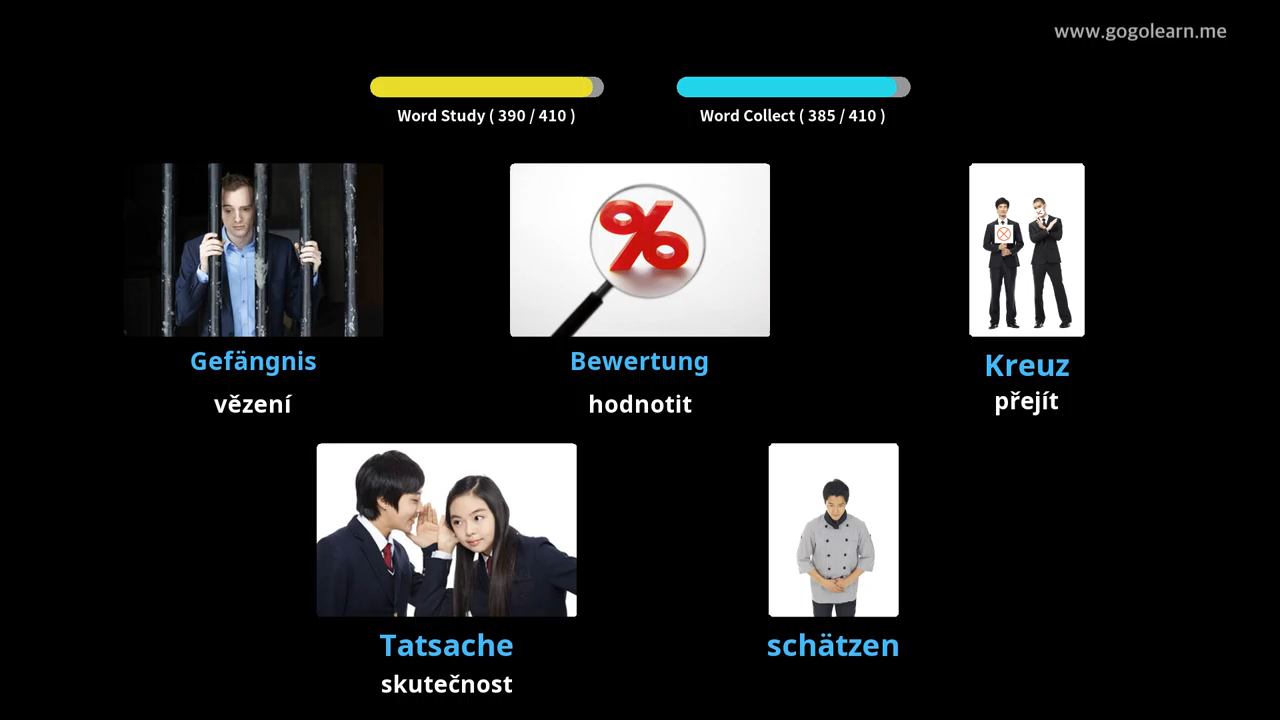 www.gogolearn.me
Word Study ( 390 / 410 )
Word Collect ( 385 / 410 )
Gefängnis
vězení
Bewertung
hodnotit
Kreuz
přejít
Tatsache
skutečnost
schätzen